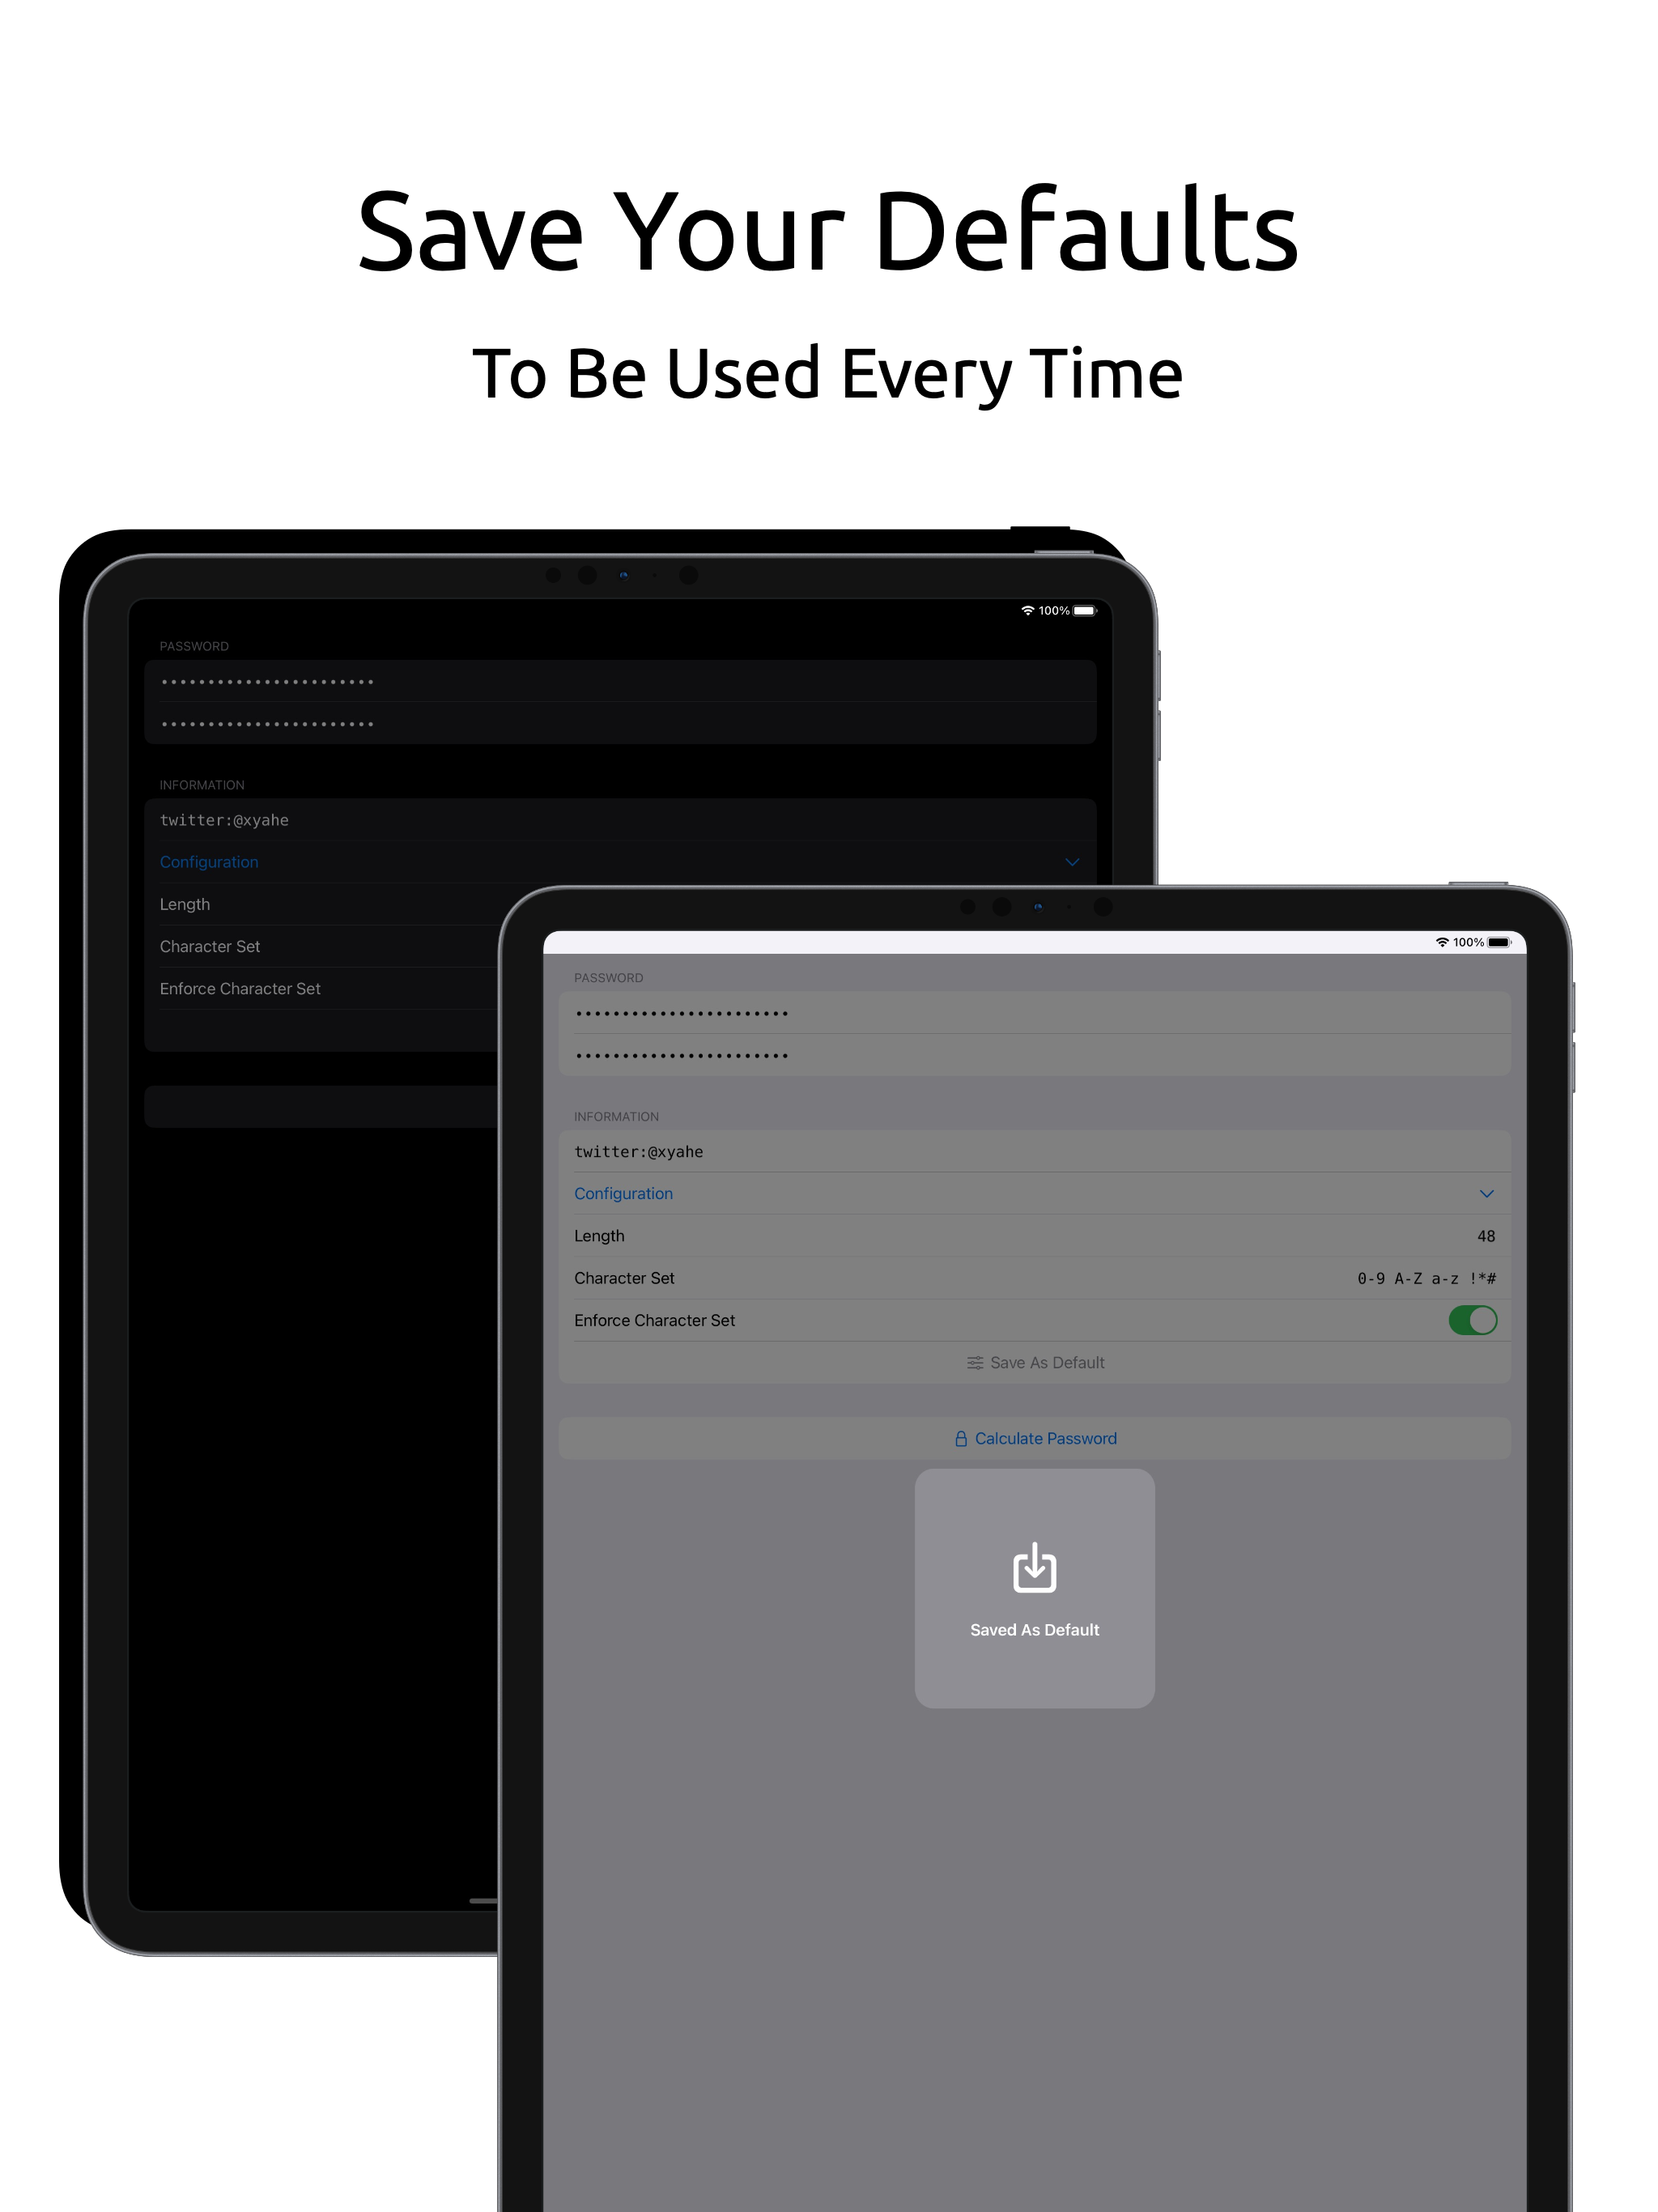 Save Your Defaults
To Be Used Every Time
100%
PASSWORD
••••••••••••••••••••••••
••••••••••••••••••••••••
INFORMATION
twitter:@xyahe
Configuration
Length
Character Set
Enforce Character Set
100%
PASSWORD
••••••••••••••••••••••••
••••••••••••••••••••••••
INFORMATION
twitter:@xyahe
Configuration
Length 48
Character Set 0-9 A-Z a-z !*#
Enforce Character Set
Save As Default
Calculate Password
Saved As Default